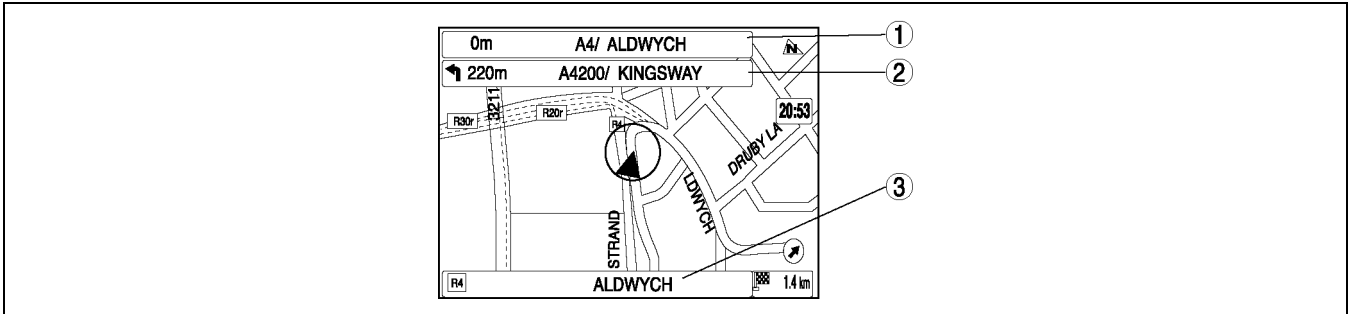 0m A4/ ALDWYCH
1
220m A4200/ KINGSWAY
2
N
3211
R30r
R20r
R4
20:53
DRUBY LA
3
LDWYCH
STRAND
R4 ALDWYCH 1.4 km